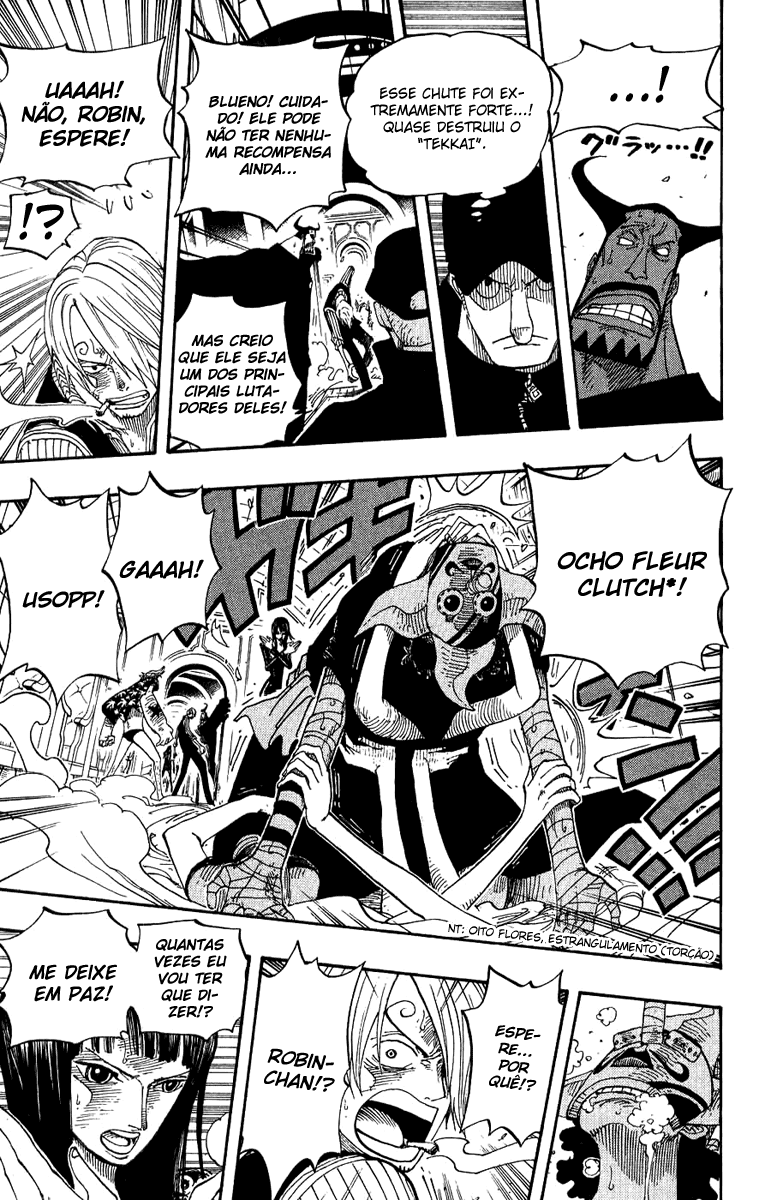 ...!
グラッ…!!
ESSE CHUTE FOI EX-
TREMAMENTE FORTE...!
QUASE DESTRUIU O
"TEKKAI".
BLUENO! CUIDA-
DO! ELE PODE
NÃO TER NENHU-
MA RECOMPENSA
AINDA...
MAS CREIO
QUE ELE SEJA
UM DOS PRIN-
CIPAIS LUTA-
DORES DELES!
UAAAH!
NÃO, ROBIN,
ESPERE!
!?
OCHO FLEUR
CLUTCH*!
GAAAH!
USOPP!
NT: OITO FLORES, ESTRANGULAMENTO (TORÇÃO)
ESPE-
RE...
POR
QUÊ!?
ROBIN-
CHAN!?
QUANTAS
VEZES EU
VOU TER
QUE DI-
ZER!?
ME DEIXE
EM PAZ!